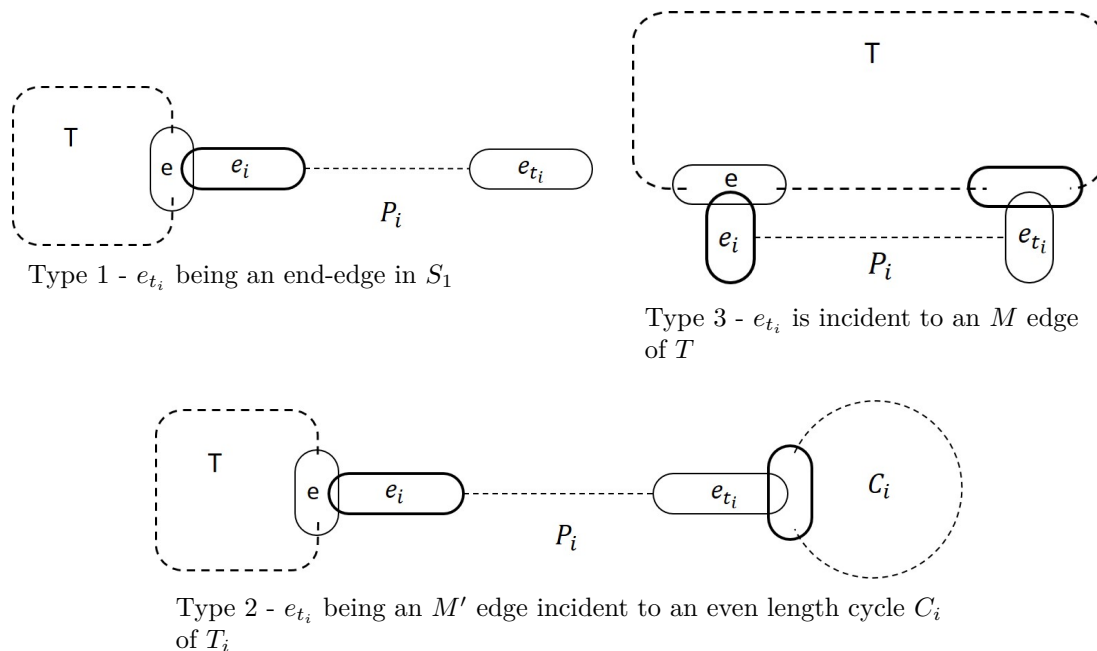 T
e
e_i
e_{t_i}
P_i
Type 1 - e_{t_i} being an end-edge in S_1
T
e
e_i
e_{t_i}
P_i
Type 3 - e_{t_i} is incident to an M edge
of T
T
e
e_i
e_{t_i}
C_i
P_i
Type 2 - e_{t_i} being an M′ edge incident to an even length cycle C_i
of T_i